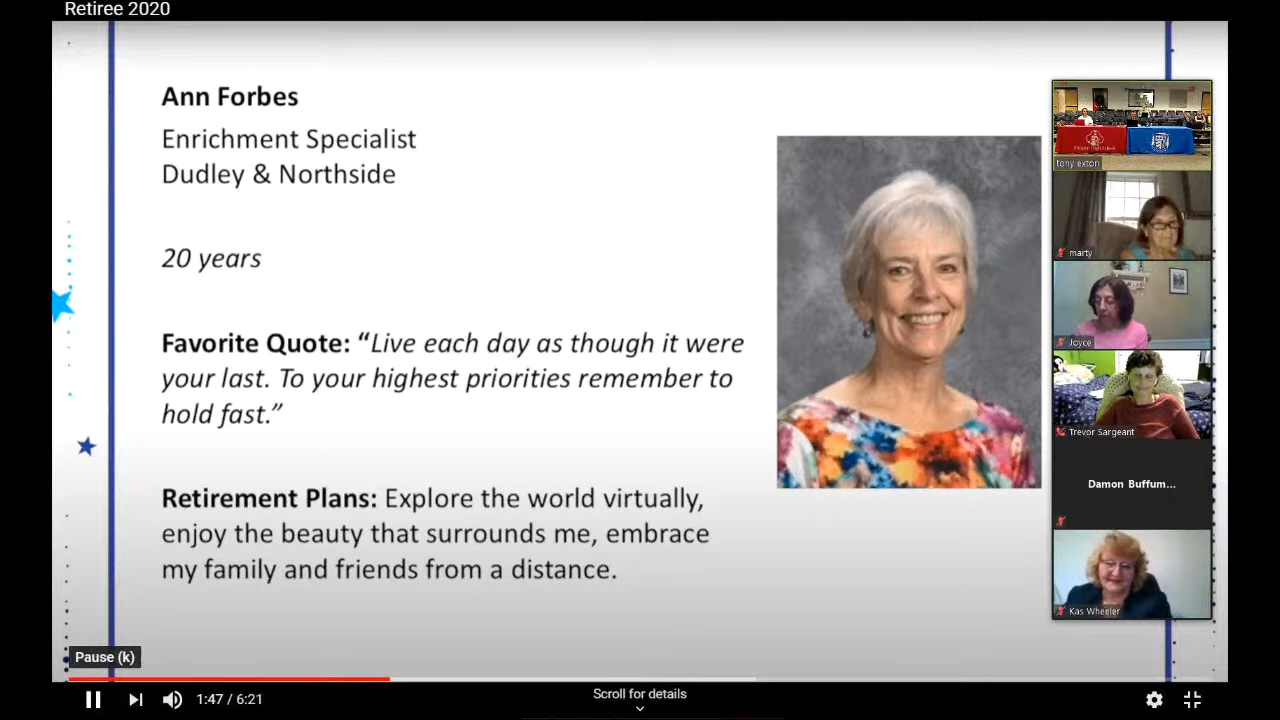 Retiree 2020
Ann Forbes
Enrichment Specialist
Dudley & Northside
20 years
Favorite Quote: “Live each day as though it were
your last. To your highest priorities remember to
hold fast.”
Retirement Plans: Explore the world virtually,
enjoy the beauty that surrounds me, embrace
my family and friends from a distance.
tony exton
marty
Joyce
Trevor Sargeant
Damon Buffum...
Kas Wheeler
Pause (k)
1:47 / 6:21
Scroll for details